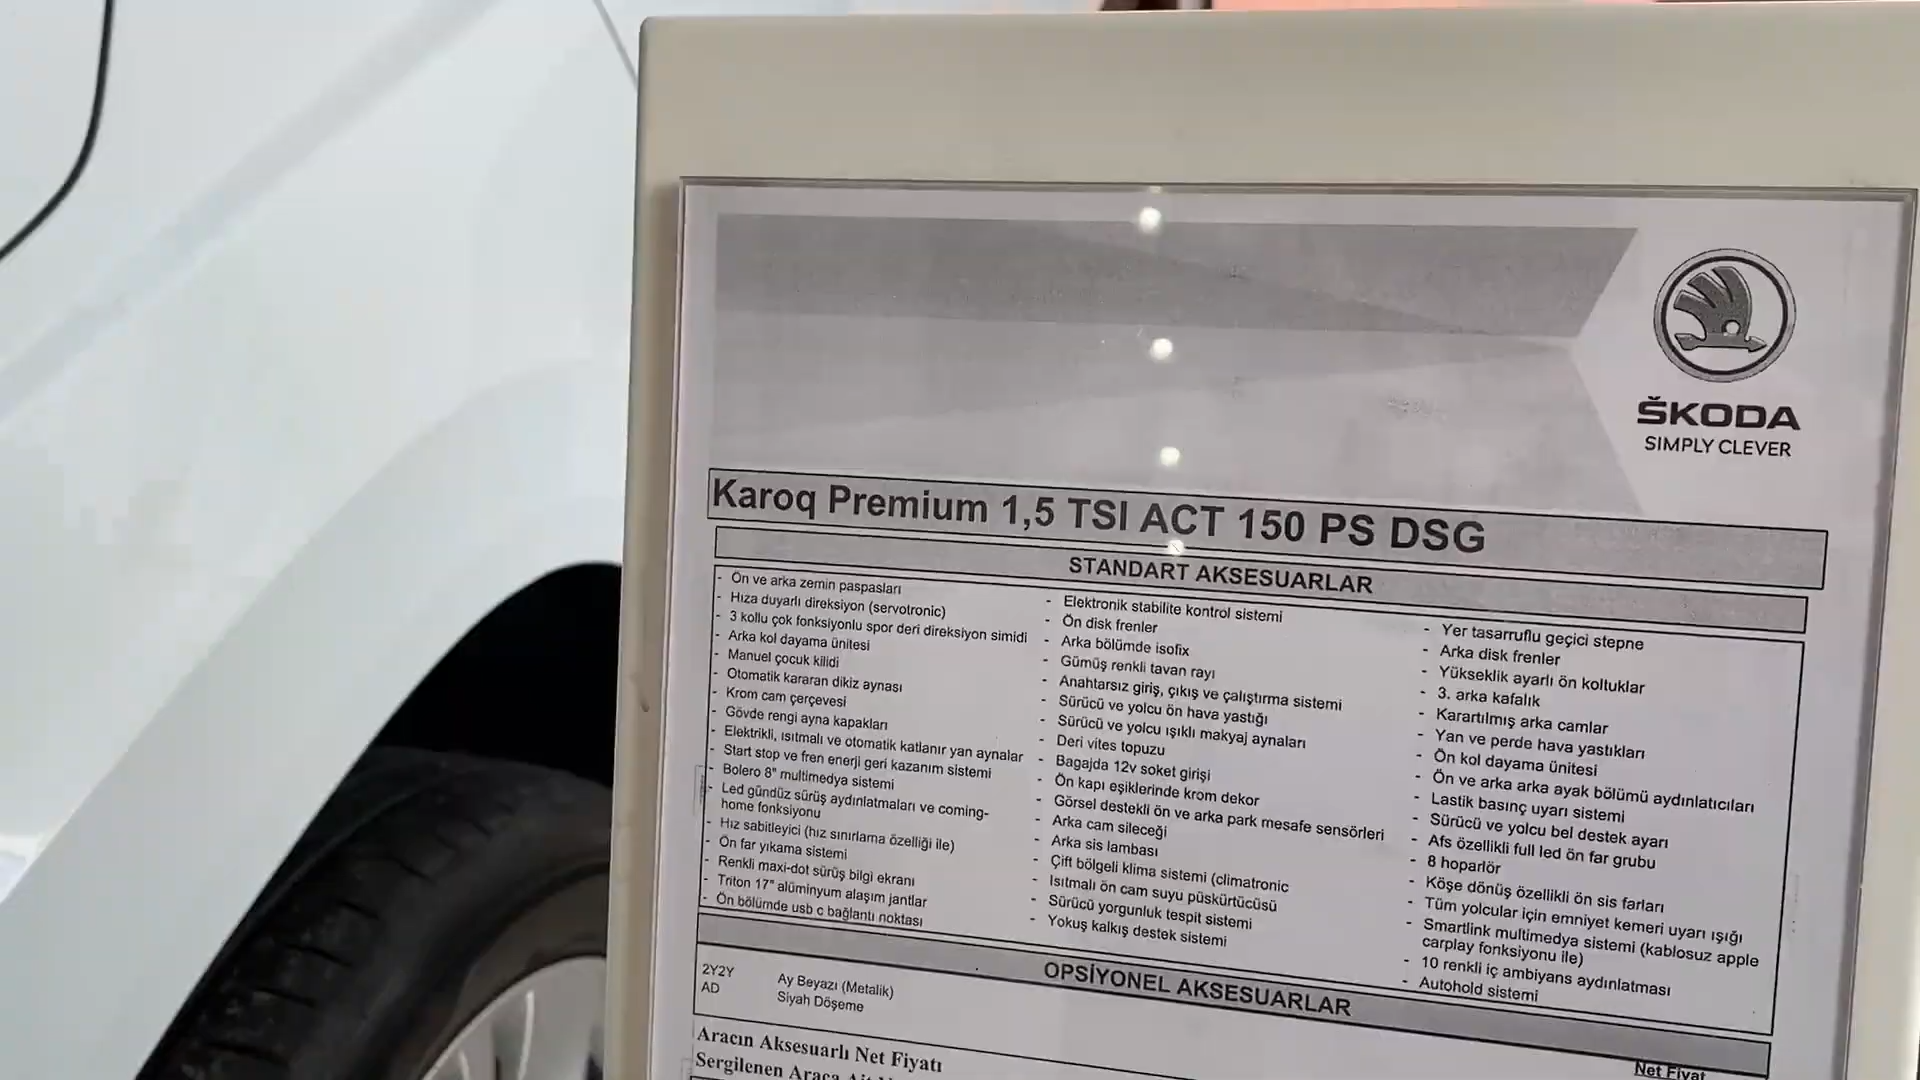 ŠKODA
SIMPLY CLEVER
Karoq Premium 1,5 TSI ACT 150 PS DSG
STANDART AKSESUARLAR
- Ön ve arka zemin paspasları
- Hıza duyarlı direksiyon (servotronic)
- 3 kollu çok fonksiyonlu spor deri direksiyon simidi
- Arka kol dayama ünitesi
- Manuel çocuk kilidi
- Otomatik kararan dikiz aynası
- Krom cam çerçevesi
- Gövde rengi ayna kapakları
- Elektrikli, ısıtmalı ve otomatik katlanır yan aynalar
- Start stop ve fren enerji geri kazanım sistemi
- Bolero 8" multimedya sistemi
- Led gündüz sürüş aydınlatmaları ve coming-
home fonksiyonu
- Hız sabitleyici (hız sınırlama özelliği ile)
- Ön far yıkama sistemi
- Renkli maxi-dot sürüş bilgi ekranı
- Triton 17" alüminyum alaşım jantlar
- Ön bölümde usb c bağlantı noktası
- Elektronik stabilite kontrol sistemi
- Ön disk frenler
- Arka bölümde isofix
- Gümüş renkli tavan rayı
- Anahtarsız giriş, çıkış ve çalıştırma sistemi
- Sürücü ve yolcu ön hava yastığı
- Sürücü ve yolcu ışıklı makyaj aynaları
- Deri vites topuzu
- Bagajda 12v soket girişi
- Ön kapı eşiklerinde krom dekor
- Görsel destekli ön ve arka park mesafe sensörleri
- Arka cam sileceği
- Arka sis lambası
- Çift bölgeli klima sistemi (climatronic
- Isıtmalı ön cam suyu püskürtücüsü
- Sürücü yorgunluk tespit sistemi
- Yokuş kalkış destek sistemi
- Yer tasarruflu geçici stepne
- Arka disk frenler
- Yükseklik ayarlı ön koltuklar
- 3. arka kafalık
- Karartılmış arka camlar
- Yan ve perde hava yastıkları
- Ön kol dayama ünitesi
- Ön ve arka arka ayak bölümü aydınlatıcıları
- Lastik basınç uyarı sistemi
- Sürücü ve yolcu bel destek ayarı
- Afs özellikli full led ön far grubu
- 8 hoparlör
- Köşe dönüş özellikli ön sis farları
- Tüm yolcular için emniyet kemeri uyarı ışığı
- Smartlink multimedya sistemi (kablosuz apple
carplay fonksiyonu ile)
- 10 renkli iç ambiyans aydınlatması
- Autohold sistemi
OPSİYONEL AKSESUARLAR
2Y2Y Ay Beyazı (Metalik)
AD Siyah Döşeme
Net Fiyat
Aracın Aksesuarlı Net Fiyatı
Sergilenen Araca